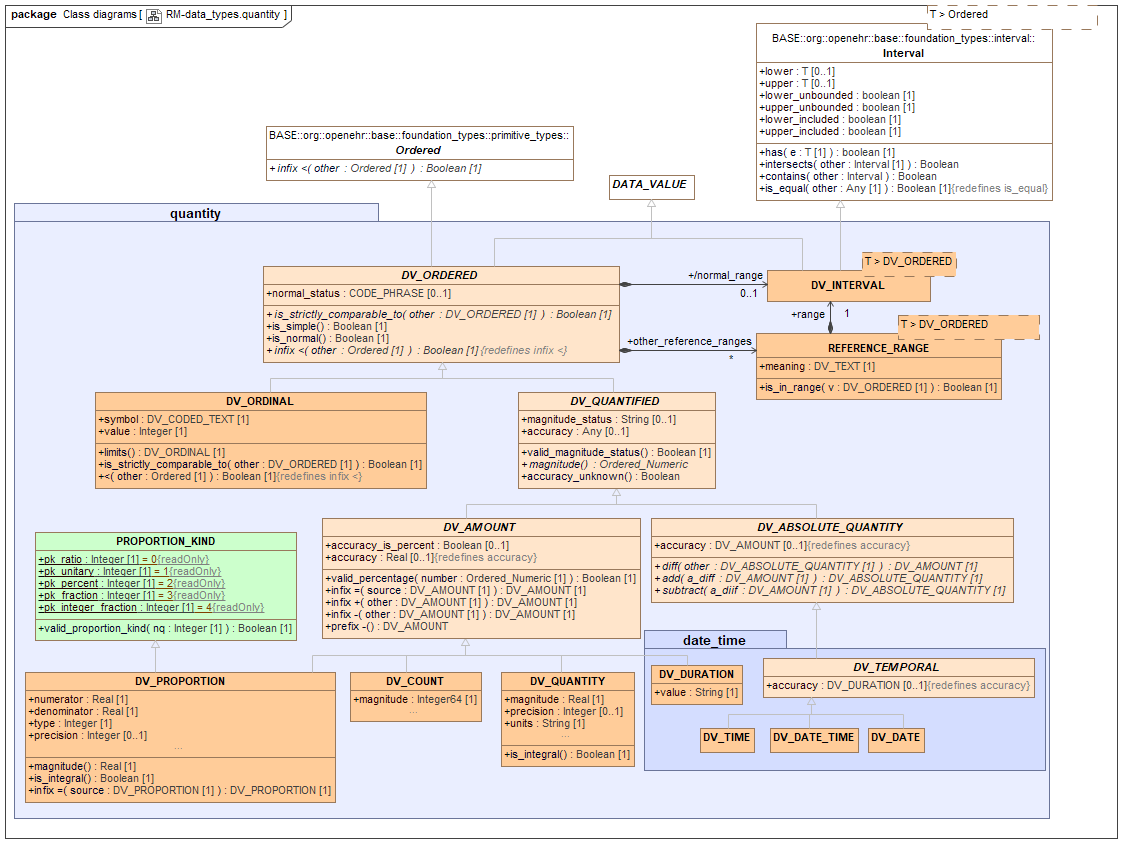 package Class diagrams [ RM-data_types.quantity ]
T > Ordered
BASE::org::openehr::base::foundation_types::interval::
Interval
+lower : T [0..1]
+upper : T [0..1]
+lower_unbounded : boolean [1]
+upper_unbounded : boolean [1]
+lower_included : boolean [1]
+upper_included : boolean [1]
+has( e : T [1] ) : boolean [1]
+intersects( other : Interval [1] ) : Boolean
+contains( other : Interval ) : Boolean
+is_equal( other : Any [1] ) : Boolean [1]{redefines is_equal}
BASE::org::openehr::base::foundation_types::primitive_types::
Ordered
+infix <( other : Ordered [1] ) : Boolean [1]
DATA_VALUE
quantity
DV_ORDERED
+normal_status : CODE_PHRASE [0..1]
+is_strictly_comparable_to( other : DV_ORDERED [1] ) : Boolean [1]
+is_simple() : Boolean [1]
+is_normal() : Boolean [1]
+infix <( other : Ordered [1] ) : Boolean [1]{redefines infix <}
+/normal_range
0..1
T > DV_ORDERED
DV_INTERVAL
+range
1
+other_reference_ranges
*
T > DV_ORDERED
REFERENCE_RANGE
+meaning : DV_TEXT [1]
+is_in_range( v : DV_ORDERED [1] ) : Boolean [1]
DV_ORDINAL
+symbol : DV_CODED_TEXT [1]
+value : Integer [1]
+limits() : DV_ORDINAL [1]
+is_strictly_comparable_to( other : DV_ORDERED [1] ) : Boolean [1]
+<( other : Ordered [1] ) : Boolean [1]{redefines infix <}
DV_QUANTIFIED
+magnitude_status : String [0..1]
+accuracy : Any [0..1]
+valid_magnitude_status() : Boolean [1]
+magnitude() : Ordered_Numeric
+accuracy_unknown() : Boolean
PROPORTION_KIND
+pk_ratio : Integer [1] = 0{readOnly}
+pk_unitary : Integer [1] = 1{readOnly}
+pk_percent : Integer [1] = 2{readOnly}
+pk_fraction : Integer [1] = 3{readOnly}
+pk_integer_fraction : Integer [1] = 4{readOnly}
+valid_proportion_kind( nq : Integer [1] ) : Boolean [1]
DV_AMOUNT
+accuracy_is_percent : Boolean [0..1]
+accuracy : Real [0..1]{redefines accuracy}
+valid_percentage( number : Ordered_Numeric [1] ) : Boolean [1]
+infix =( source : DV_AMOUNT [1] ) : DV_AMOUNT [1]
+infix +( other : DV_AMOUNT [1] ) : DV_AMOUNT [1]
+infix -( other : DV_AMOUNT [1] ) : DV_AMOUNT [1]
+prefix -() : DV_AMOUNT
DV_ABSOLUTE_QUANTITY
+accuracy : DV_AMOUNT [0..1]{redefines accuracy}
+diff( other : DV_ABSOLUTE_QUANTITY [1] ) : DV_AMOUNT [1]
+add( a_diff : DV_AMOUNT [1] ) : DV_ABSOLUTE_QUANTITY [1]
+subtract( a_diif : DV_AMOUNT [1] ) : DV_ABSOLUTE_QUANTITY [1]
date_time
DV_PROPORTION
+numerator : Real [1]
+denominator : Real [1]
+type : Integer [1]
+precision : Integer [0..1]
...
+magnitude() : Real [1]
+is_integral() : Boolean [1]
+infix =( source : DV_PROPORTION [1] ) : DV_PROPORTION [1]
DV_COUNT
+magnitude : Integer64 [1]
...
DV_QUANTITY
+magnitude : Real [1]
+precision : Integer [0..1]
+units : String [1]
...
+is_integral() : Boolean [1]
DV_DURATION
+value : String [1]
DV_TEMPORAL
+accuracy : DV_DURATION [0..1]{redefines accuracy}
DV_TIME
DV_DATE_TIME
DV_DATE